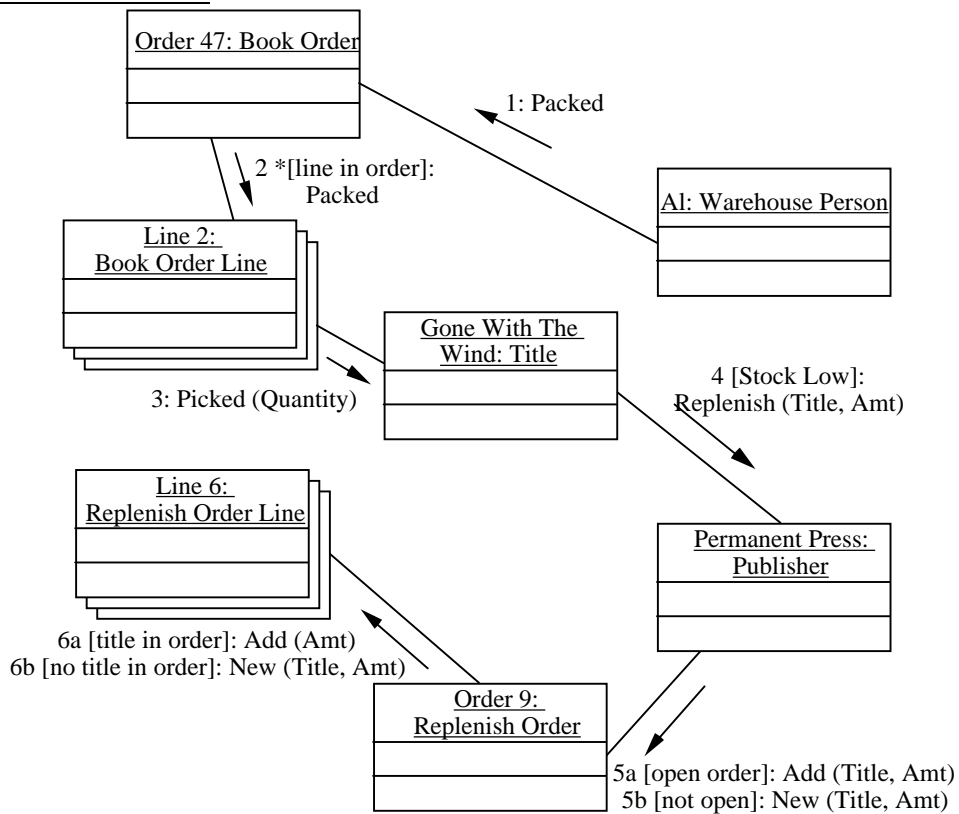 Order 47: Book Order
1: Packed
2 *[line in order]:
Packed
Al: Warehouse Person
Line 2:
Book Order Line
Gone With The
Wind: Title
3: Picked (Quantity)
4 [Stock Low]:
Replenish (Title, Amt)
Line 6:
Replenish Order Line
Permanent Press:
Publisher
6a [title in order]: Add (Amt)
6b [no title in order]: New (Title, Amt)
Order 9:
Replenish Order
5a [open order]: Add (Title, Amt)
5b [not open]: New (Title, Amt)